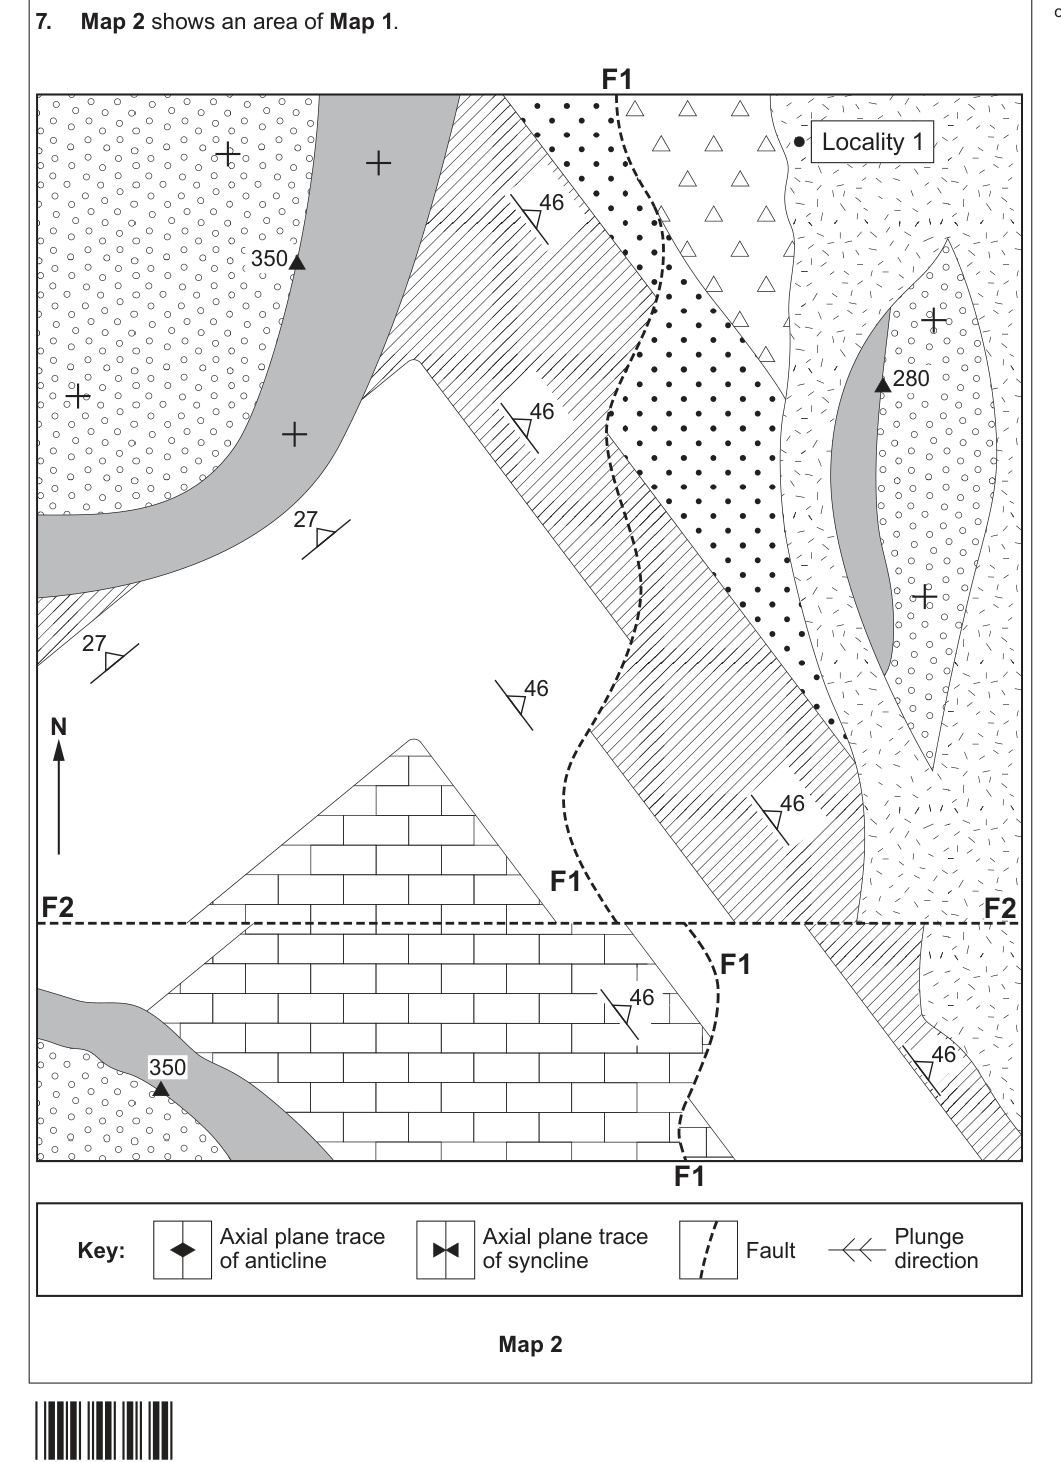 7. Map 2 shows an area of Map 1.
F1
Locality 1
46
350
280
46
27
27
46
N
46
F1
F2
F2
F1
46
46
350
F1
Key:
Axial plane trace
of anticline
Axial plane trace
of syncline
Fault
Plunge
direction
Map 2